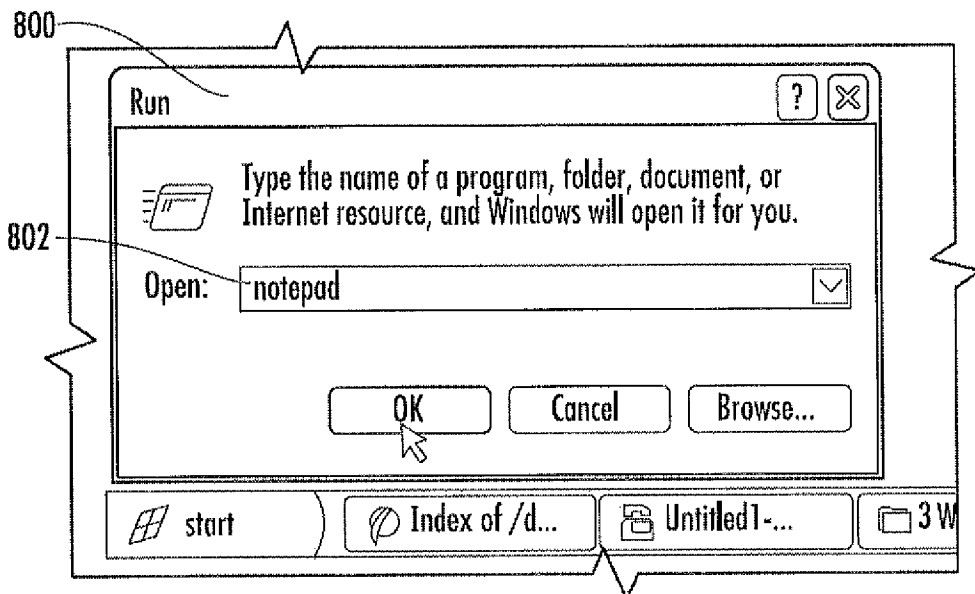 800
Run ?
Type the name of a program, folder, document, or
Internet resource, and Windows will open it for you.
802
Open: notepad
OK Cancel Browse...
start Index of /d... Untitled1-... 3 W